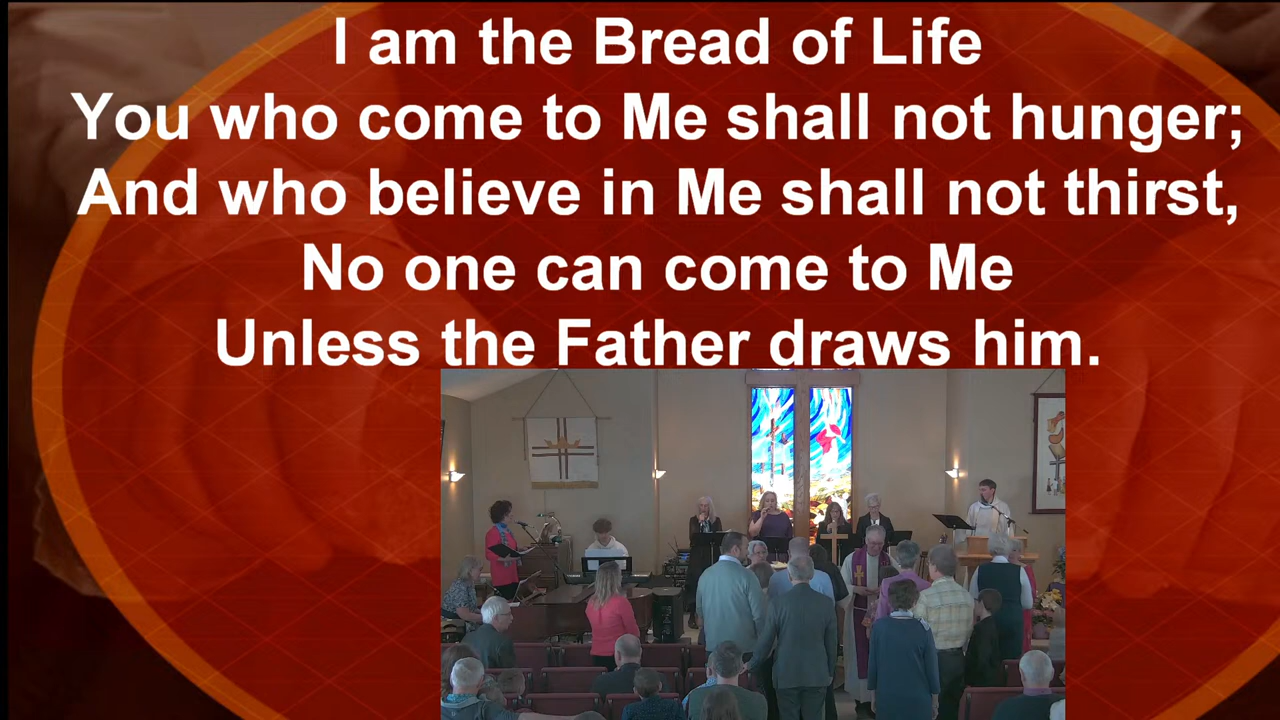 I am the Bread of Life
You who come to Me shall not hunger;
And who believe in Me shall not thirst,
No one can come to Me
Unless the Father draws him.